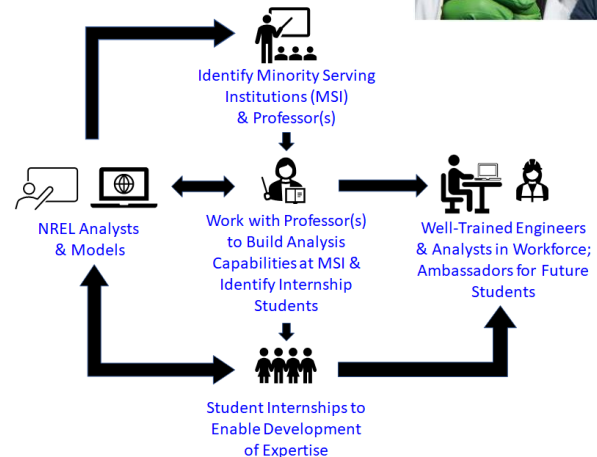 Identify Minority Serving
Institutions (MSI)
& Professor(s)
NREL Analysts
& Models
Work with Professor(s)
to Build Analysis
Capabilities at MSI &
Identify Internship
Students
Well-Trained Engineers
& Analysts in Workforce;
Ambassadors for Future
Students
Student Internships to
Enable Development
of Expertise